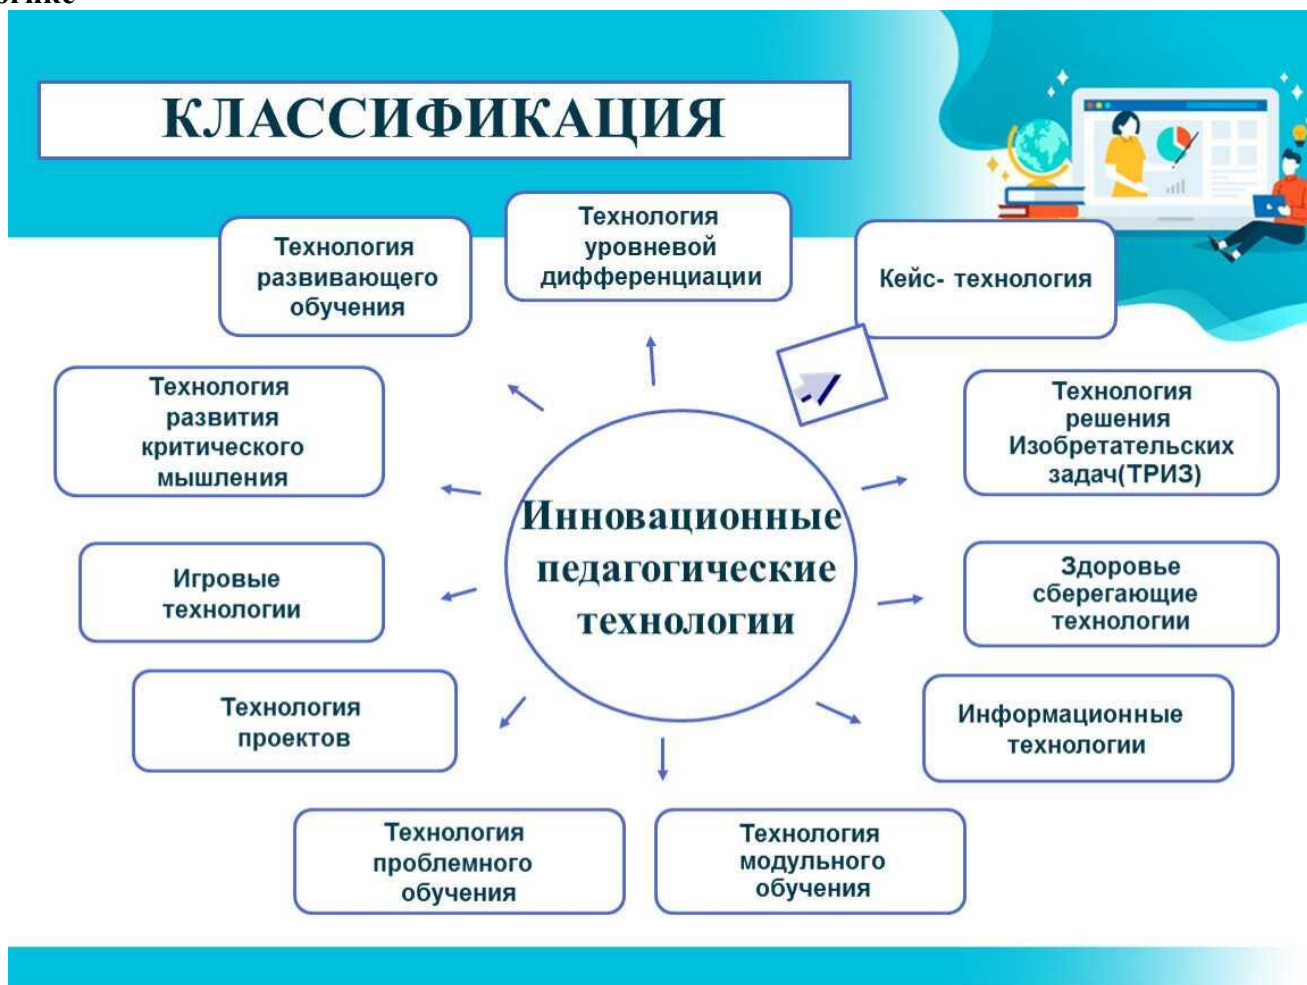 КЛАССИФИКАЦИЯ
Технология
развивающего
обучения
Технология
уровневой
дифференциации
Кейс- технология
Технология
развития
критического
мышления
Технология
решения
Изобретательских
задач(ТРИЗ)
Инновационные
педагогические
технологии
Игровые
технологии
Здоровье
сберегающие
технологии
Технология
проектов
Информационные
технологии
Технология
проблемного
обучения
Технология
модульного
обучения